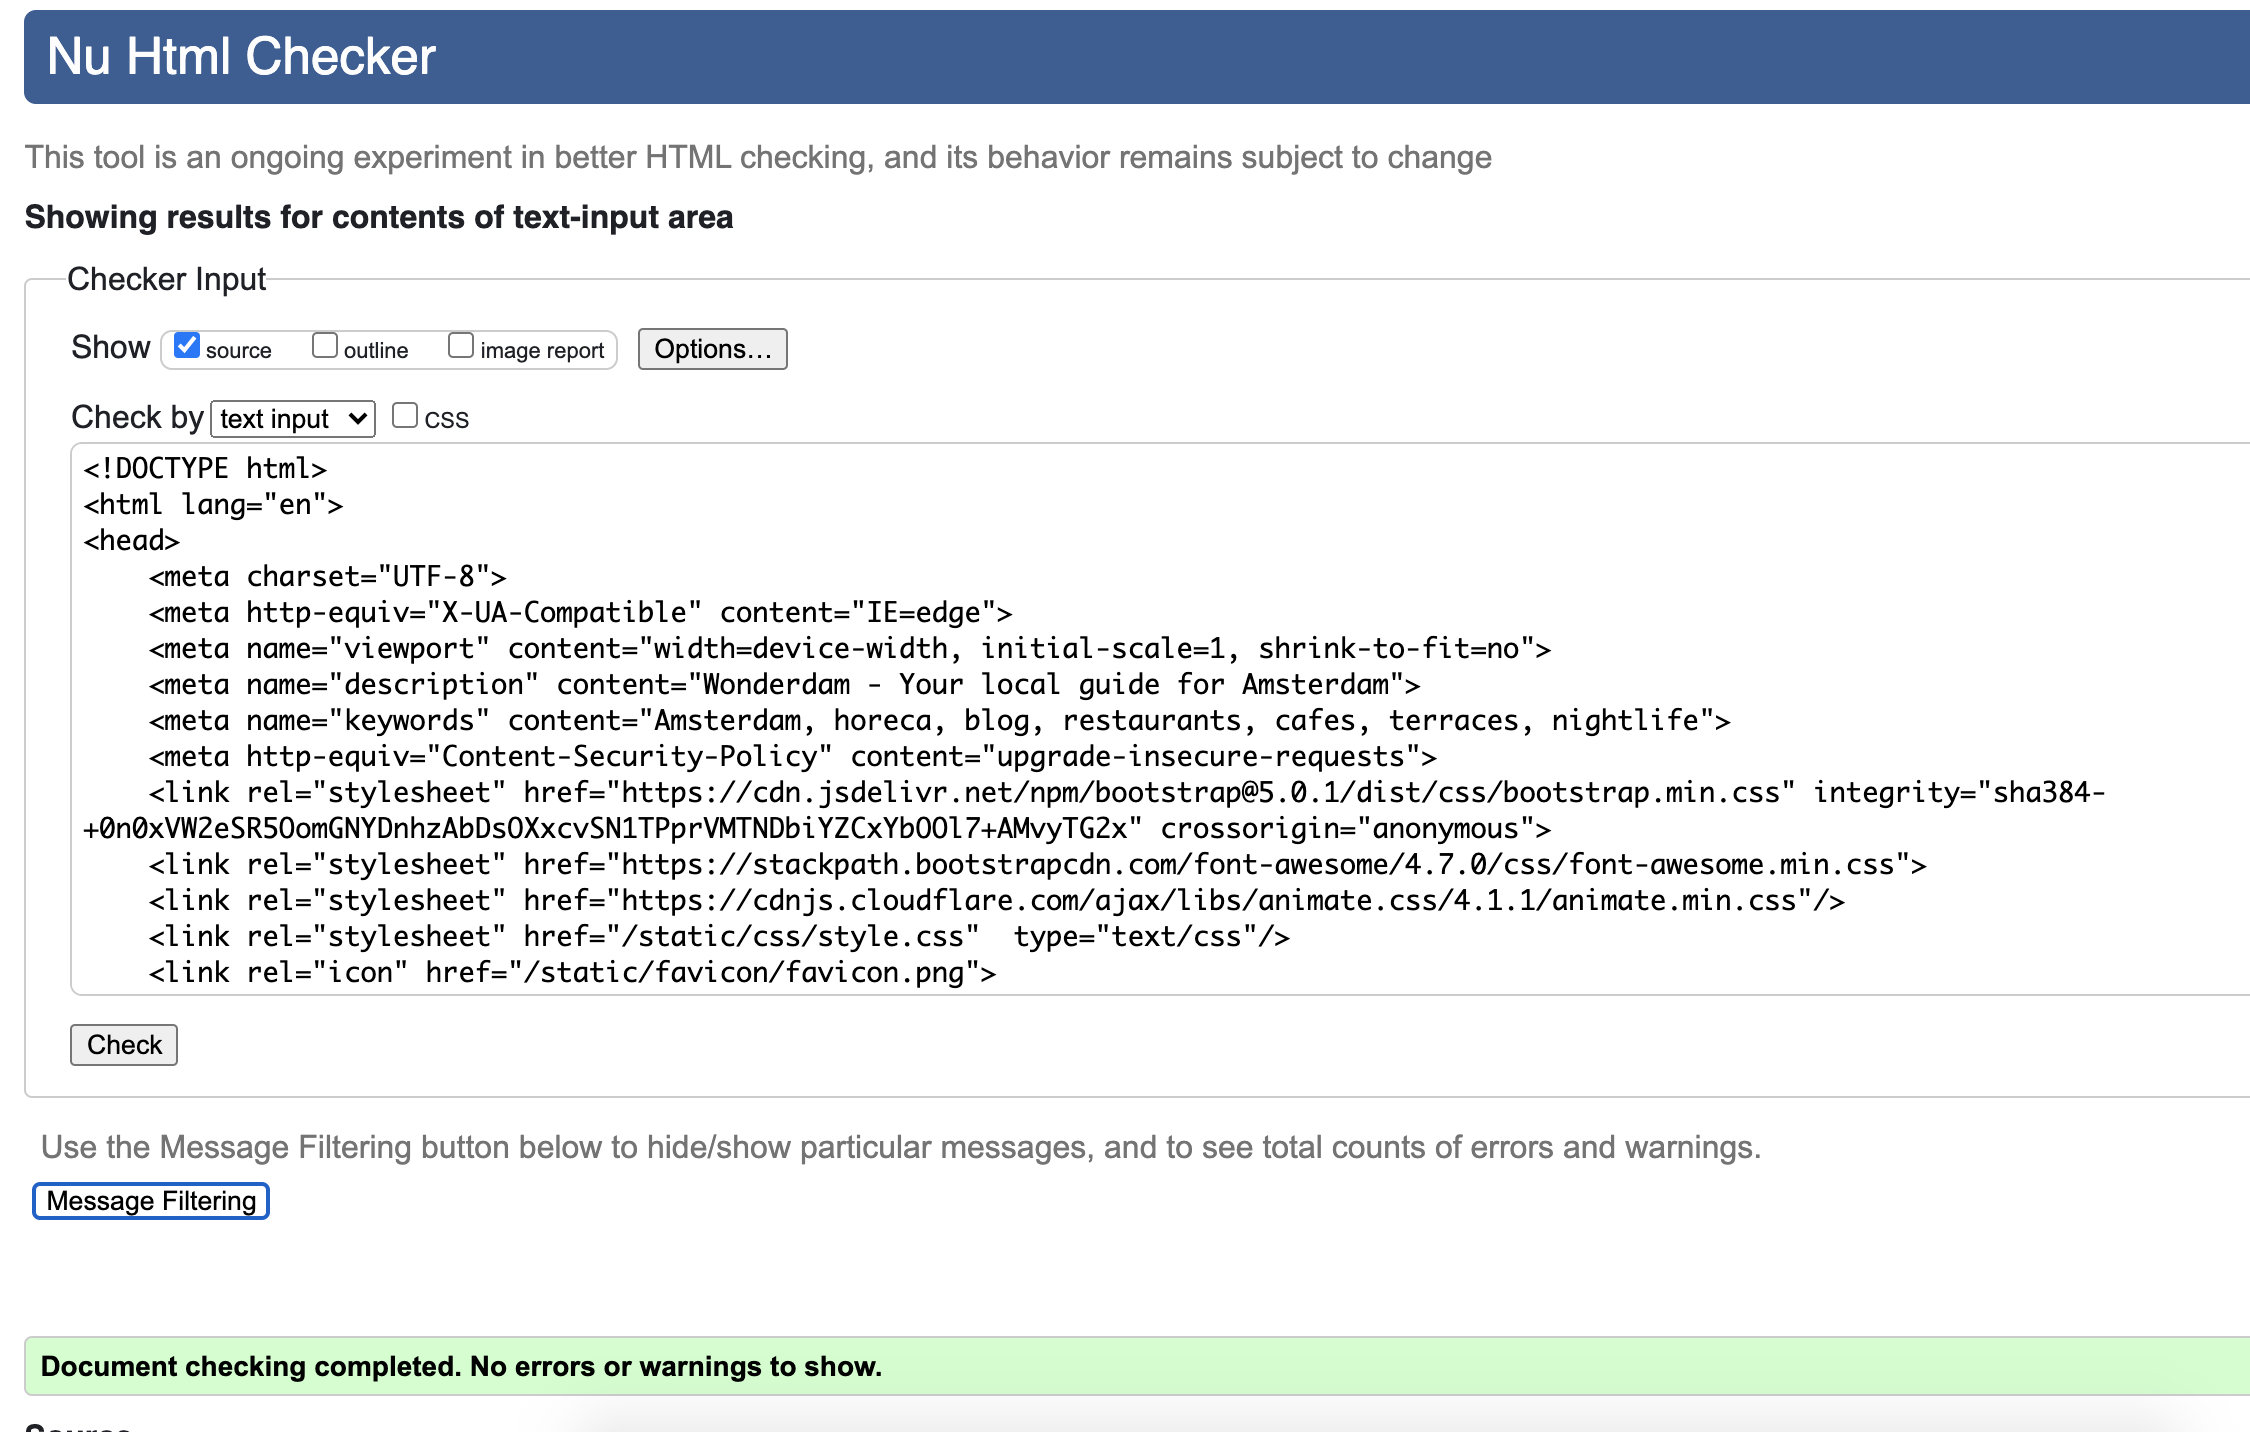 Nu Html Checker
This tool is an ongoing experiment in better HTML checking, and its behavior remains subject to change
Showing results for contents of text-input area
Checker Input
Show source outline image report Options...
Check by text input CSS
<!DOCTYPE html>
<html lang="en">
<head>
    <meta charset="UTF-8">
    <meta http-equiv="X-UA-Compatible" content="IE=edge">
    <meta name="viewport" content="width=device-width, initial-scale=1, shrink-to-fit=no">
    <meta name="description" content="Wonderdam - Your local guide for Amsterdam">
    <meta name="keywords" content="Amsterdam, horeca, blog, restaurants, cafes, terraces, nightlife">
    <meta http-equiv="Content-Security-Policy" content="upgrade-insecure-requests">
    <link rel="stylesheet" href="https://cdn.jsdelivr.net/npm/bootstrap@5.0.1/dist/css/bootstrap.min.css" integrity="sha384-
+0n0xVW2eSR5OomGNYDnhzAbDsOXxcvSN1TPprVMTNDbiYZCxYbOOl7+AMvyTG2x" crossorigin="anonymous">
    <link rel="stylesheet" href="https://stackpath.bootstrapcdn.com/font-awesome/4.7.0/css/font-awesome.min.css">
    <link rel="stylesheet" href="https://cdnjs.cloudflare.com/ajax/libs/animate.css/4.1.1/animate.min.css"/>
    <link rel="stylesheet" href="/static/css/style.css"  type="text/css"/>
    <link rel="icon" href="/static/favicon/favicon.png">
Check
Use the Message Filtering button below to hide/show particular messages, and to see total counts of errors and warnings.
Message Filtering
Document checking completed. No errors or warnings to show.
Source